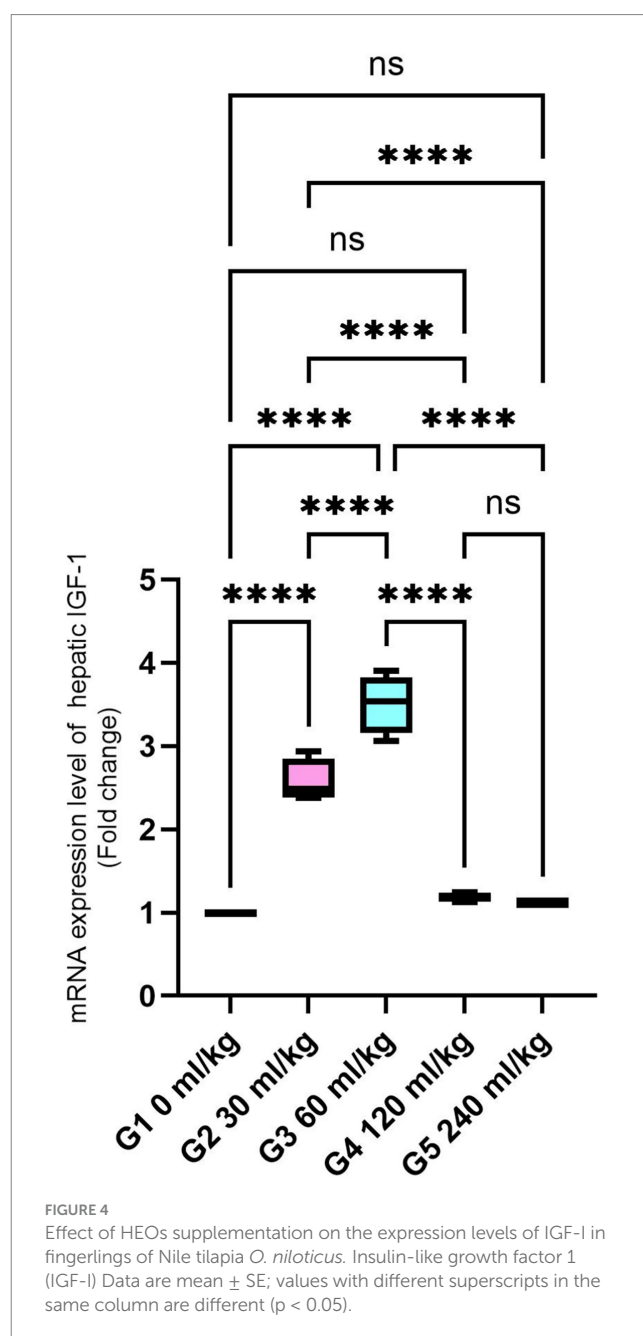 ns
****
ns
****
**** ****
**** ns
**** ****
mRNA expression level of hepatic IGF-1
(Fold change)
5
4
3
2
1
0
G1 0 ml/kg
G2 30 ml/kg
G3 60 ml/kg
G4 120 ml/kg
G5 240 ml/kg
FIGURE 4
Effect of HEOs supplementation on the expression levels of IGF-I in
fingerlings of Nile tilapia O. niloticus. Insulin-like growth factor 1
(IGF-I) Data are mean ± SE; values with different superscripts in the
same column are different (p < 0.05).